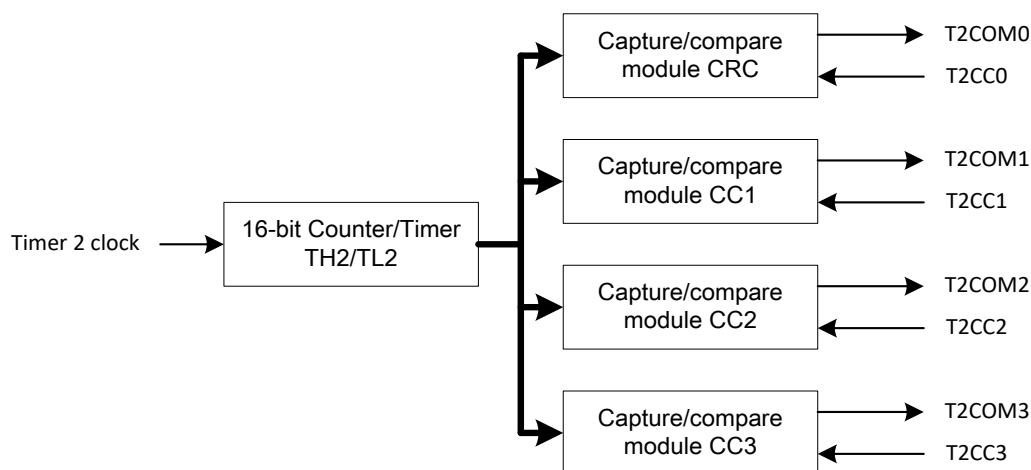 Capture/compare
module CRC
T2COM0
T2CC0
Capture/compare
module CC1
T2COM1
T2CC1
Timer 2 clock
16-bit Counter/Timer
TH2/TL2
Capture/compare
module CC2
T2COM2
T2CC2
Capture/compare
module CC3
T2COM3
T2CC3